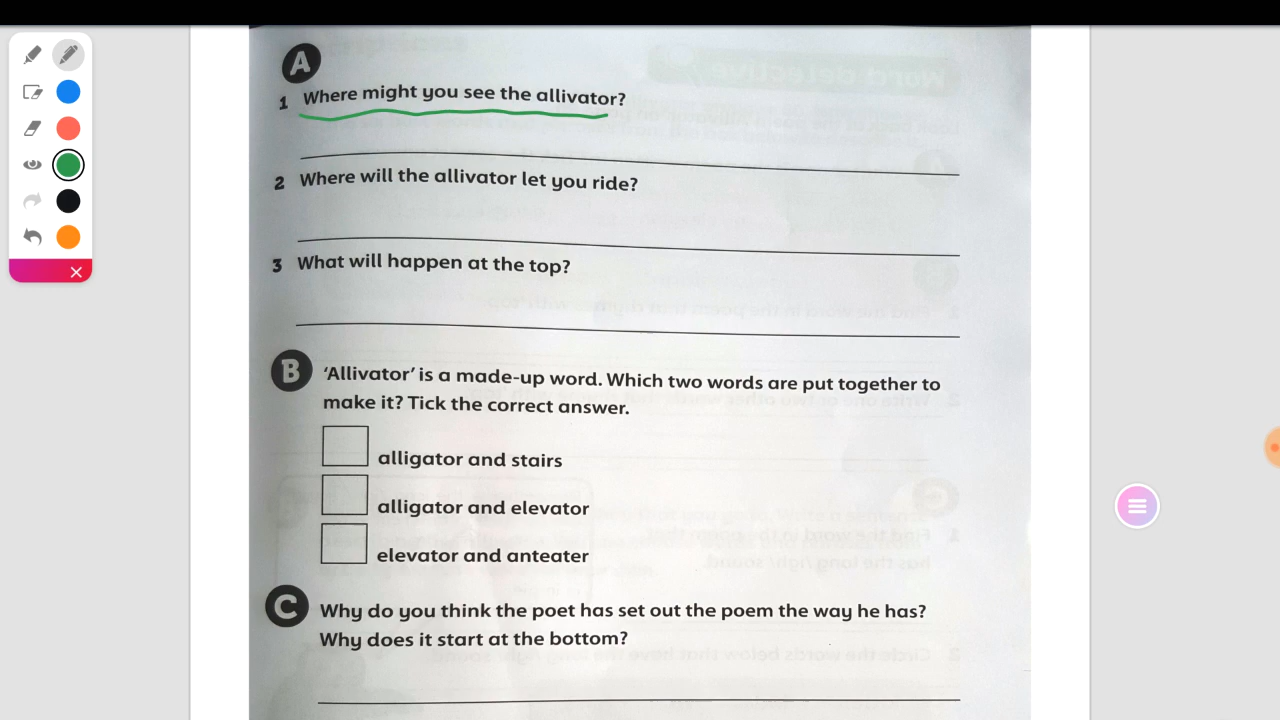 A
1 Where might you see the allivator?
2 Where will the allivator let you ride?
3 What will happen at the top?
B 'Allivator' is a made-up word. Which two words are put together to
make it? Tick the correct answer.
alligator and stairs
alligator and elevator
elevator and anteater
C Why do you think the poet has set out the poem the way he has?
Why does it start at the bottom?